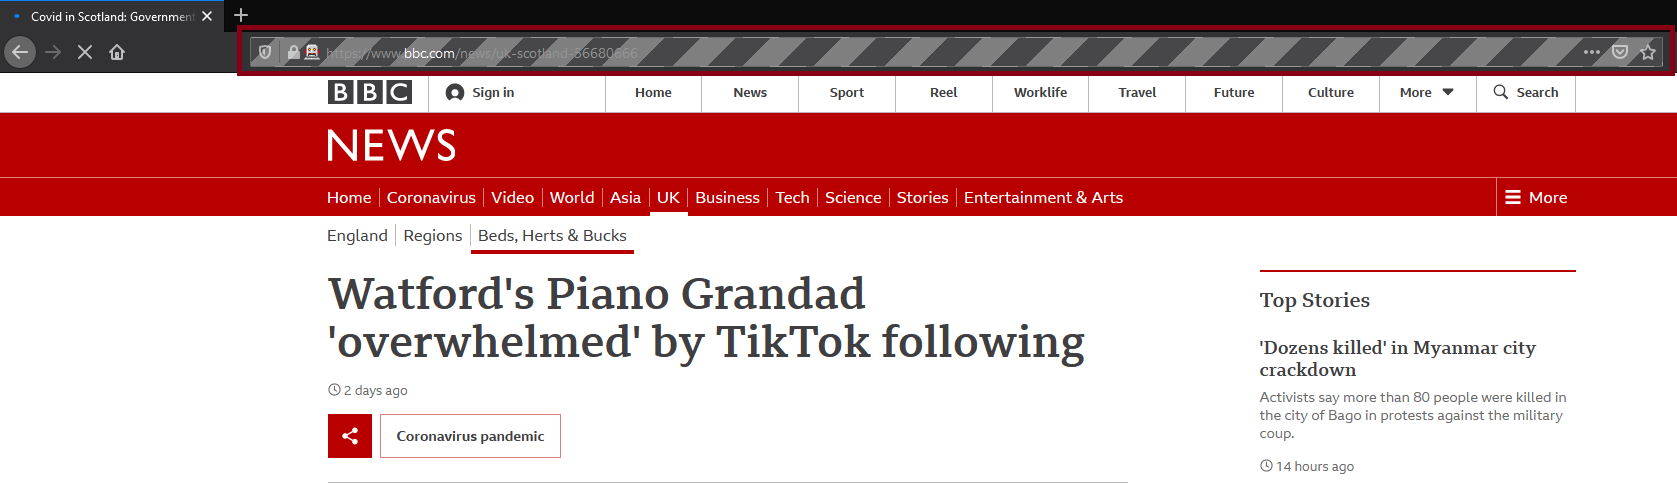 Covid in Scotland: Government
https://www.bbc.com/news/uk-scotland-56680666
BBC Sign in Home News Sport Reel Worklife Travel Future Culture More Search
NEWS
Home Coronavirus Video World Asia UK Business Tech Science Stories Entertainment & Arts More
England Regions Beds, Herts & Bucks
Watford's Piano Grandad
'overwhelmed' by TikTok following
2 days ago
Coronavirus pandemic
Top Stories
'Dozens killed' in Myanmar city
crackdown
Activists say more than 80 people were killed in
the city of Bago in protests against the military
coup.
14 hours ago